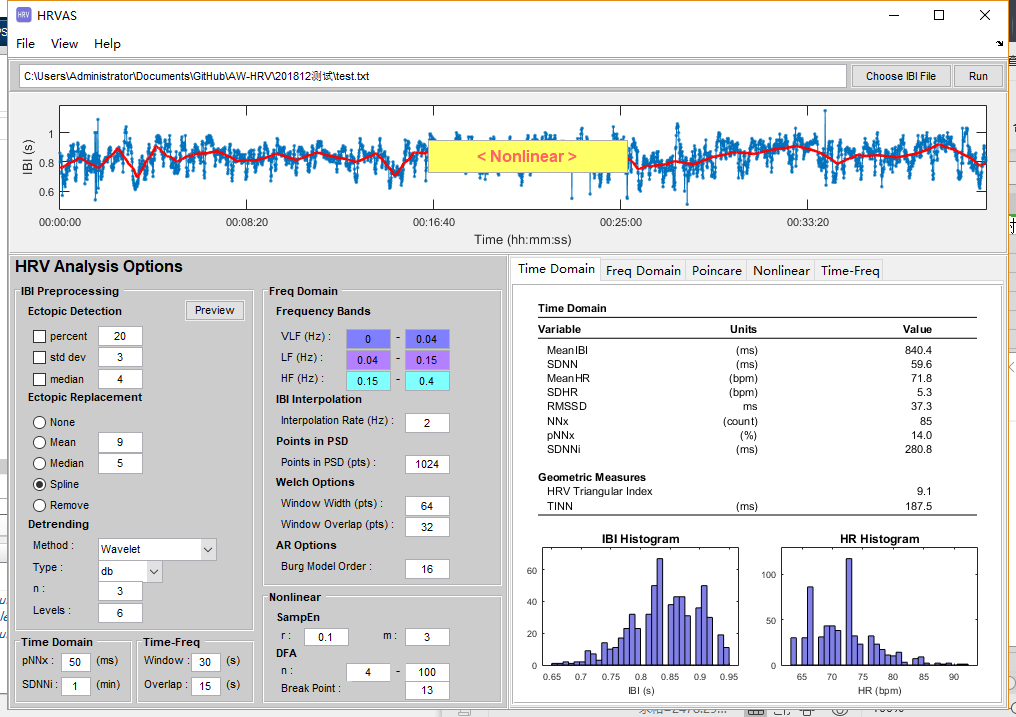 HRV HRVAS
File View Help
C:\Users\Administrator\Documents\GitHub\AW-HRV\201812测试\test.txt Choose IBI File Run
IBI (s)
1
0.8
0.6
< Nonlinear >
00:00:00 00:08:20 00:16:40 00:25:00 00:33:20
Time (hh:mm:ss)
HRV Analysis Options
IBI Preprocessing
Ectopic Detection Preview
percent 20
std dev 3
median 4
Ectopic Replacement
None
Mean 9
Median 5
Spline
Remove
Detrending
Method : Wavelet
Type : db
n : 3
Levels : 6
Time Domain
pNNx : 50 (ms)
SDNNi : 1 (min)
Time-Freq
Window : 30 (s)
Overlap : 15 (s)
Freq Domain
Frequency Bands
VLF (Hz) : 0 - 0.04
LF (Hz) : 0.04 - 0.15
HF (Hz) : 0.15 - 0.4
IBI Interpolation
Interpolation Rate (Hz) : 2
Points in PSD
Points in PSD (pts) : 1024
Welch Options
Window Width (pts) : 64
Window Overlap (pts) : 32
AR Options
Burg Model Order : 16
Nonlinear
SampEn
r : 0.1 m : 3
DFA
n : 4 - 100
Break Point : 13
Time Domain Freq Domain Poincare Nonlinear Time-Freq
Time Domain
Variable Units Value
MeanIBI (ms) 840.4
SDNN (ms) 59.6
MeanHR (bpm) 71.8
SDHR (bpm) 5.3
RMSSD ms 37.3
NNx (count) 85
pNNx (%) 14.0
SDNNi (ms) 280.8
Geometric Measures
HRV Triangular Index 9.1
TINN (ms) 187.5
IBI Histogram
60
40
20
0
0.65 0.7 0.75 0.8 0.85 0.9 0.95
IBI (s)
HR Histogram
100
50
0
65 70 75 80 85 90
HR (bpm)